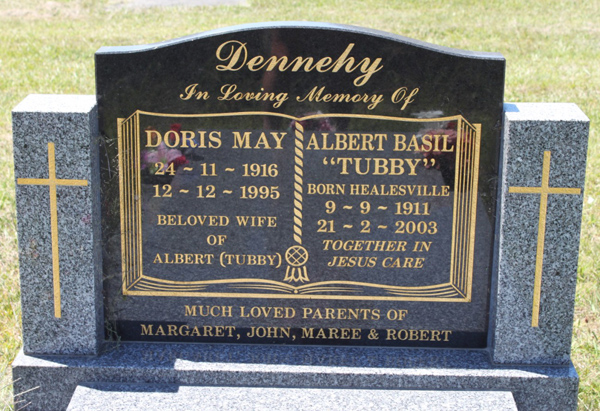 Dennehy
In Loving Memory Of
DORIS MAY
24 ~ 11 ~ 1916
12 ~ 12 ~ 1995
BELOVED WIFE
OF
ALBERT (TUBBY)
ALBERT BASIL
"TUBBY"
BORN HEALESVILLE
9 ~ 9 ~ 1911
21 ~ 2 ~ 2003
TOGETHER IN
JESUS CARE
MUCH LOVED PARENTS OF
MARGARET, JOHN, MAREE & ROBERT